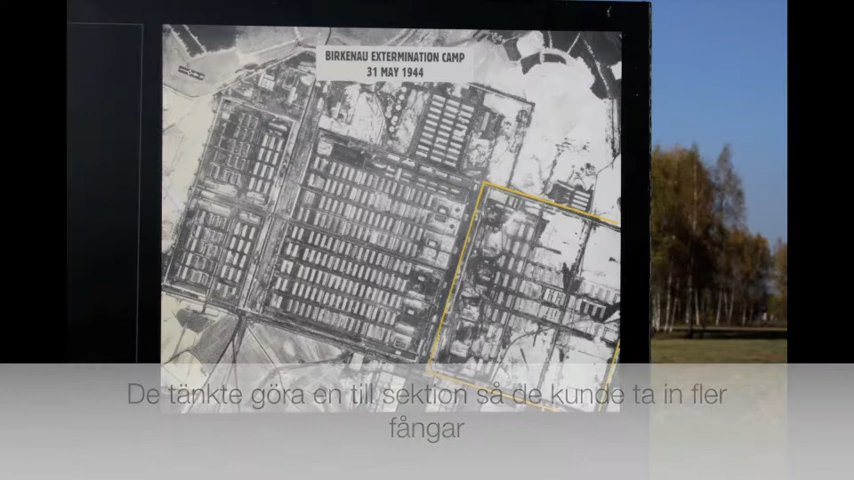 BIRKENAU EXTERMINATION CAMP
31 MAY 1944
De tänkte göra en till sektion så de kunde ta in fler
fångar